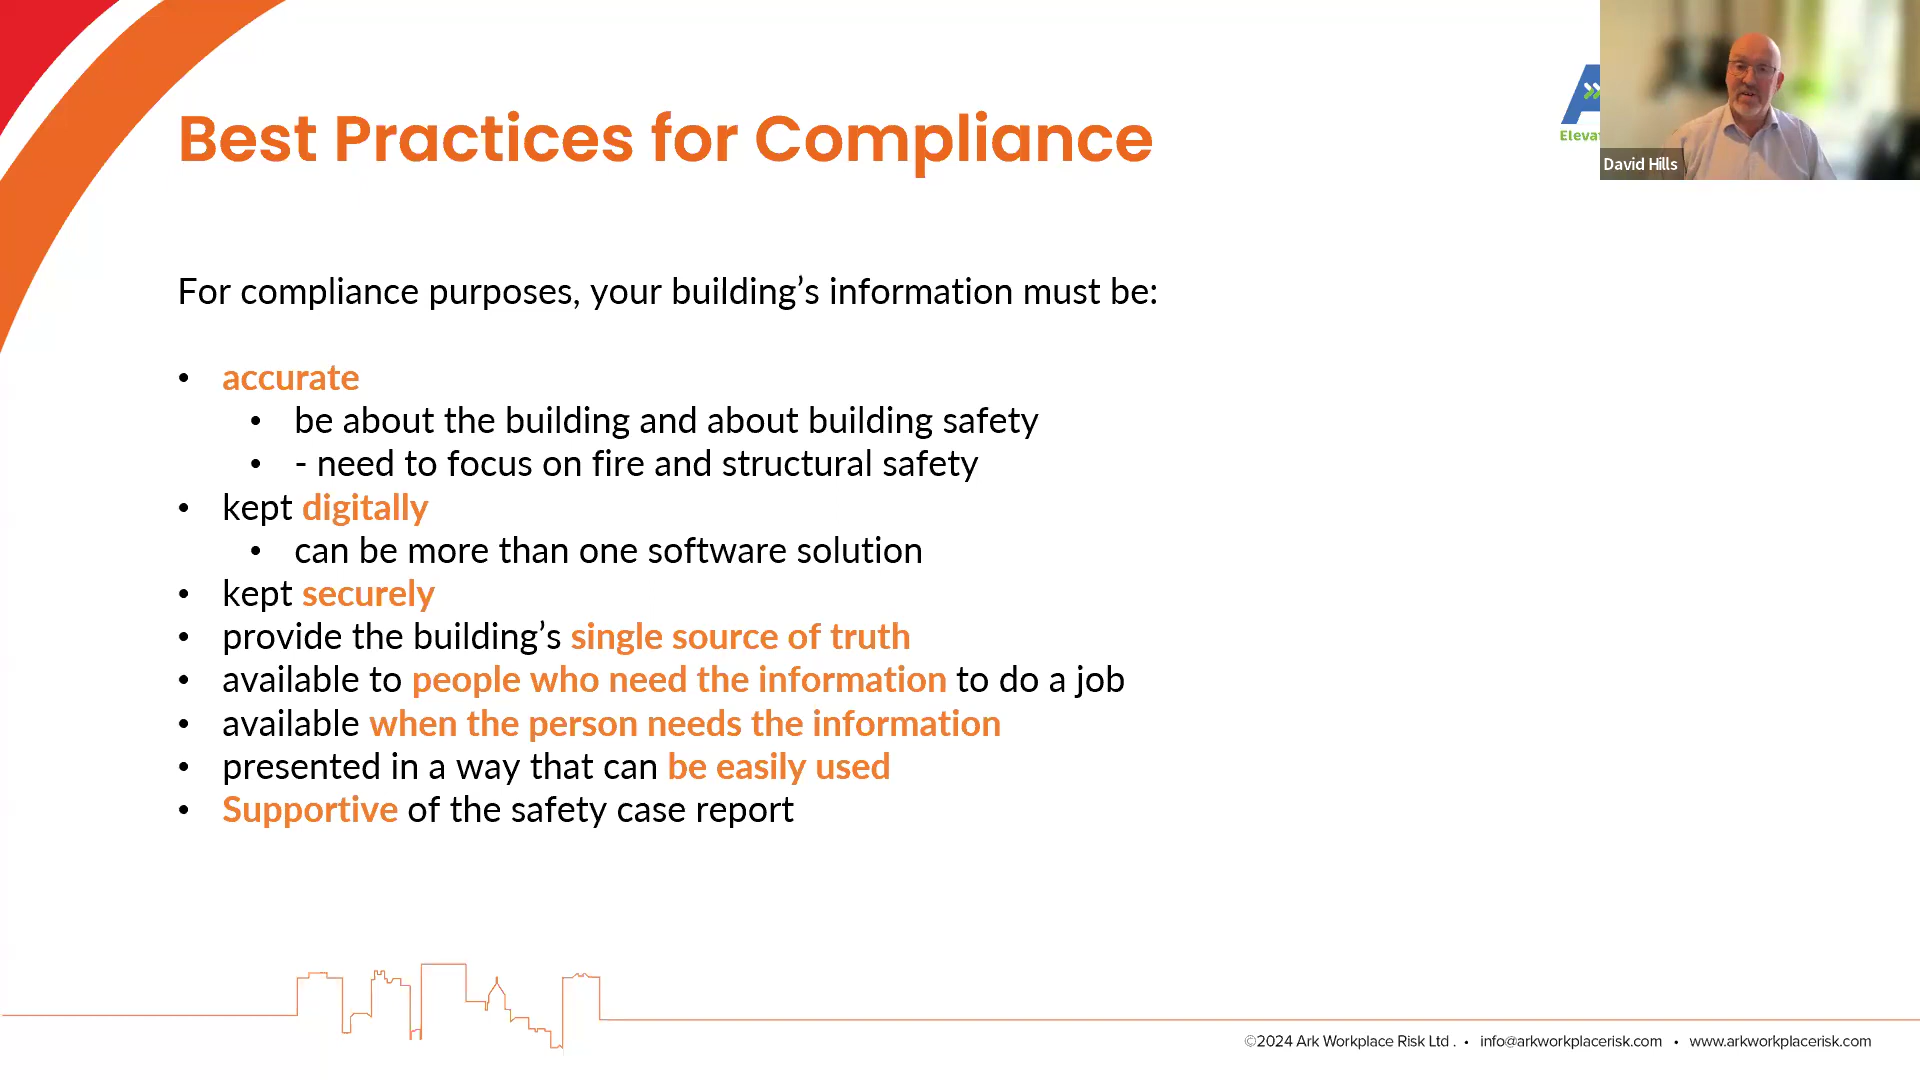 Best Practices for Compliance
David Hills
For compliance purposes, your building’s information must be:
• accurate
• be about the building and about building safety
• - need to focus on fire and structural safety
• kept digitally
• can be more than one software solution
• kept securely
• provide the building’s single source of truth
• available to people who need the information to do a job
• available when the person needs the information
• presented in a way that can be easily used
• Supportive of the safety case report
©2024 Ark Workplace Risk Ltd . • info@arkworkplacerisk.com • www.arkworkplacerisk.com